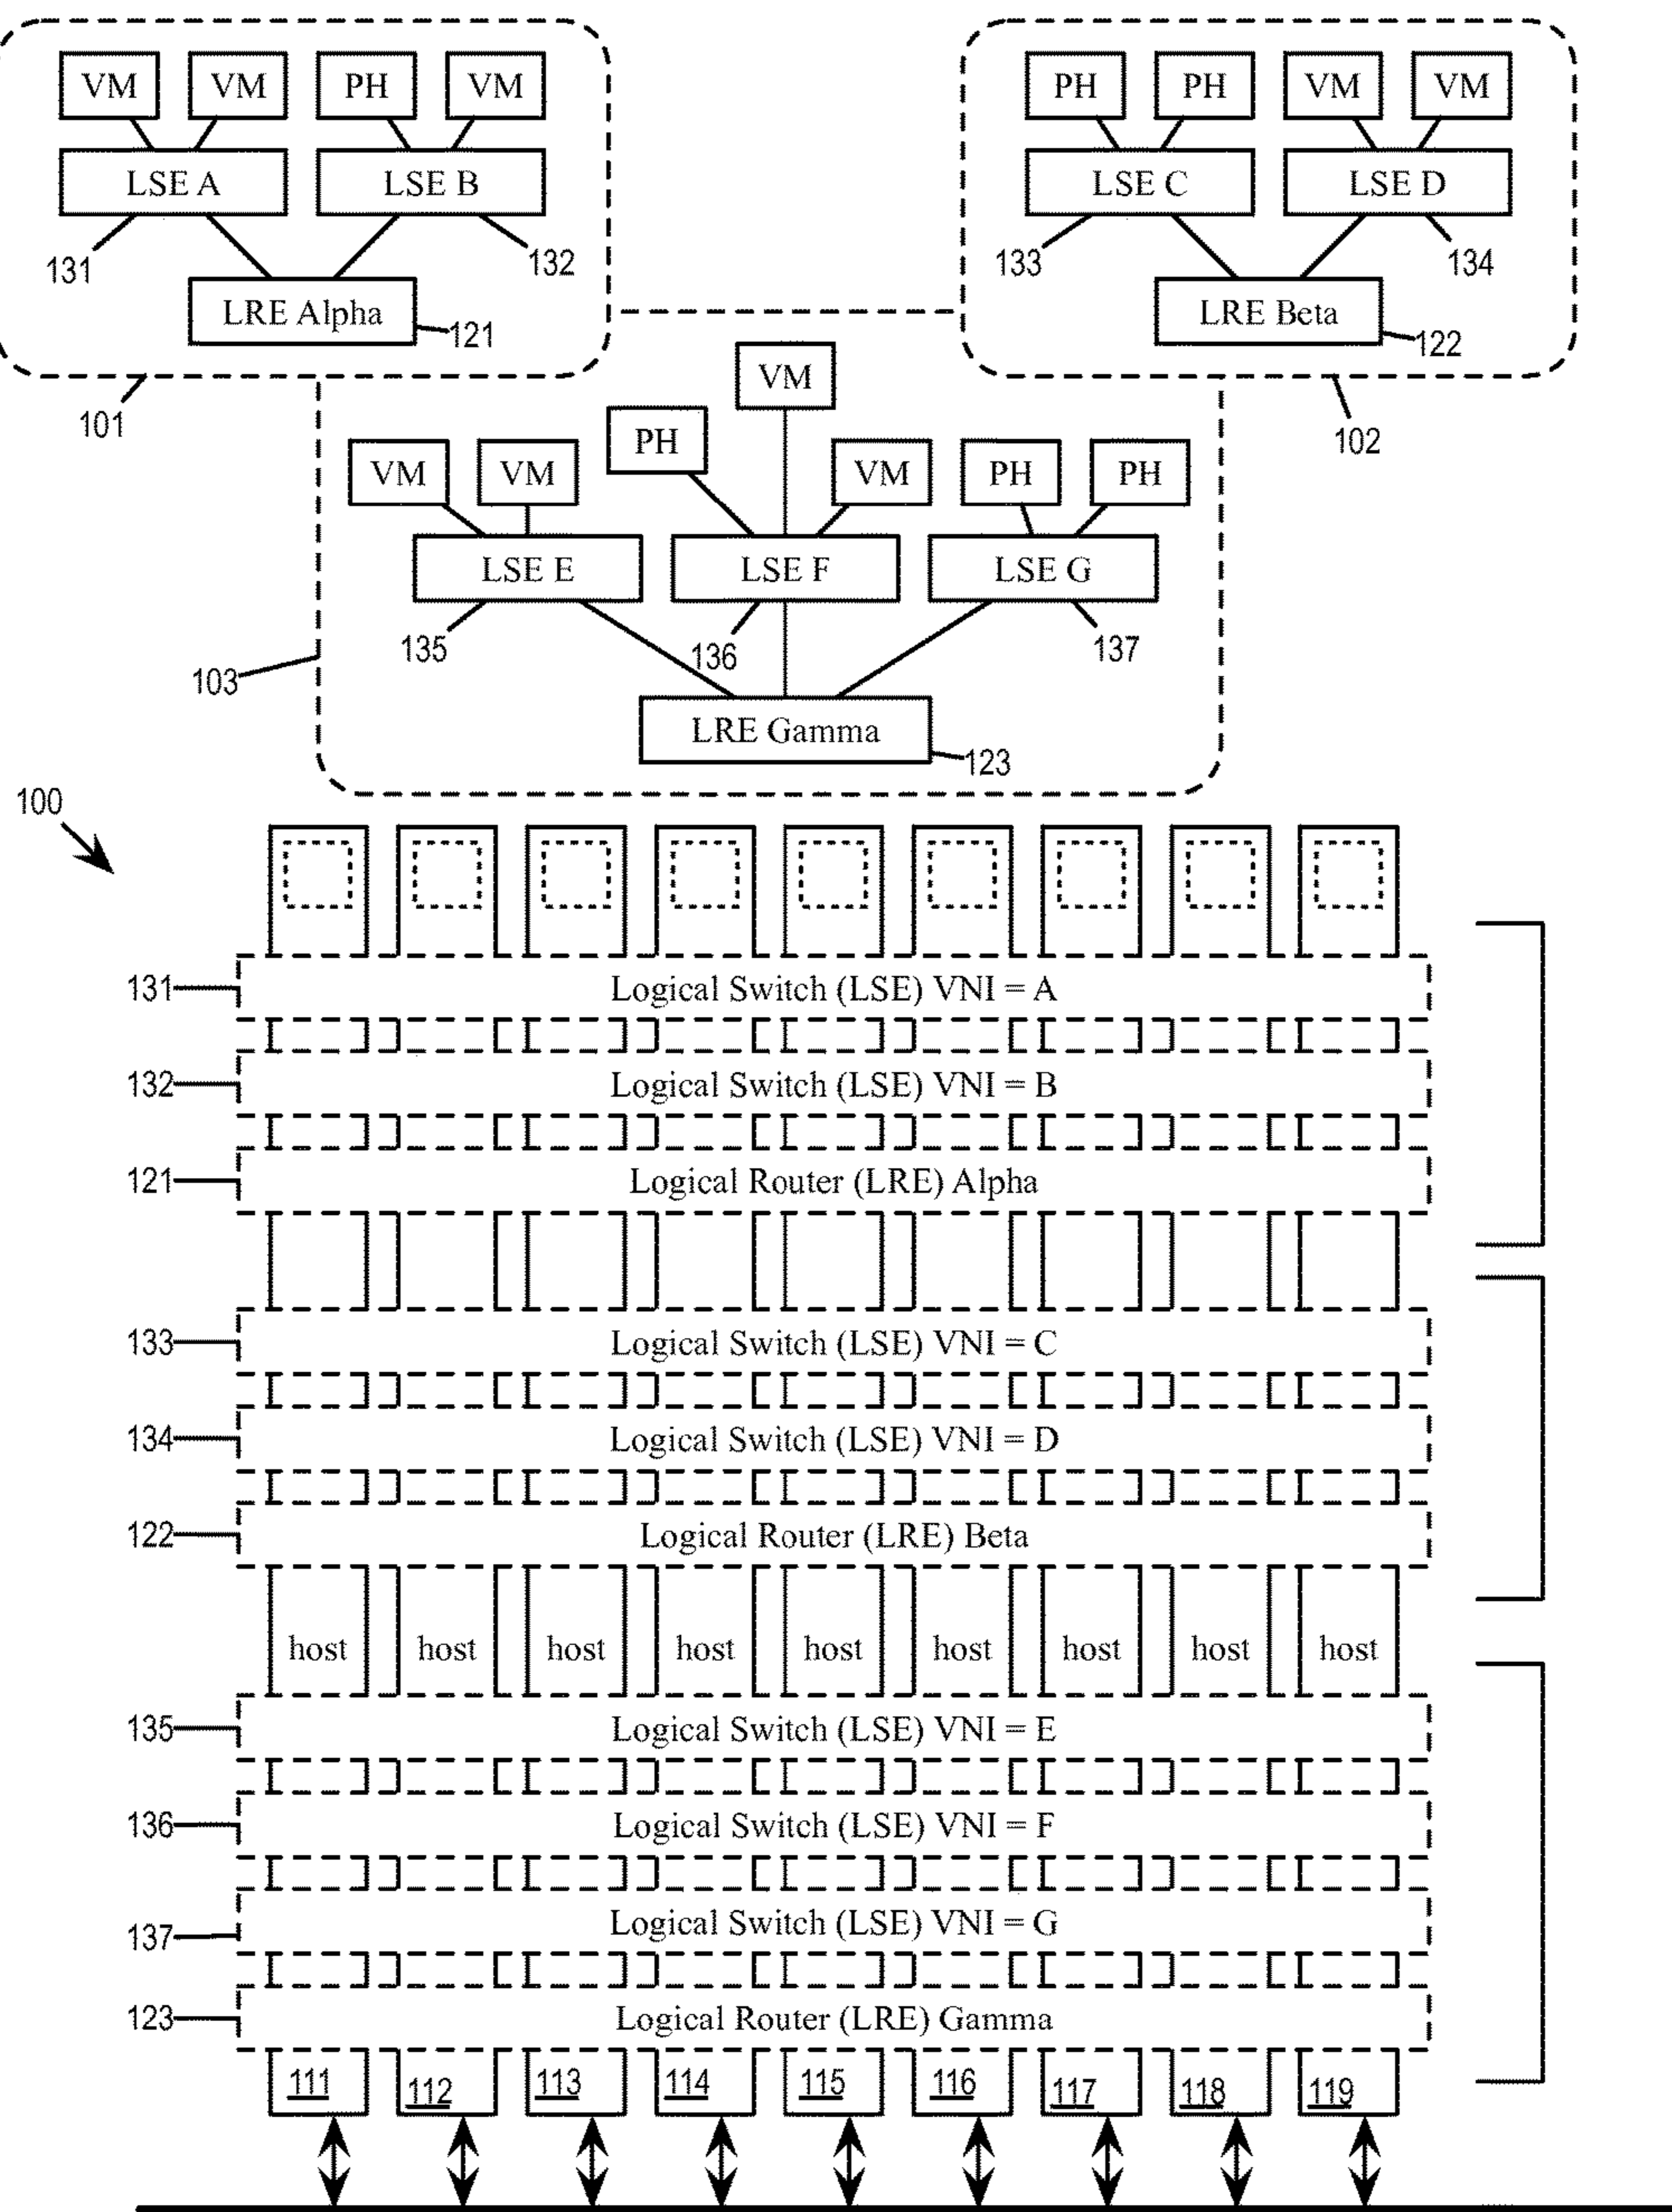 VM VM PH VM PH PH VM VM
LSE A LSE B LSE C LSE D
131 132 133 134
LRE Alpha 121 LRE Beta 122
101 102
VM
PH
VM VM VM PH PH
LSE E LSE F LSE G
135 136 137
103
LRE Gamma 123
100
131 Logical Switch (LSE) VNI = A
132 Logical Switch (LSE) VNI = B
121 Logical Router (LRE) Alpha
133 Logical Switch (LSE) VNI = C
134 Logical Switch (LSE) VNI = D
122 Logical Router (LRE) Beta
host host host host host host host host host
135 Logical Switch (LSE) VNI = E
136 Logical Switch (LSE) VNI = F
137 Logical Switch (LSE) VNI = G
123 Logical Router (LRE) Gamma
111 112 113 114 115 116 117 118 119